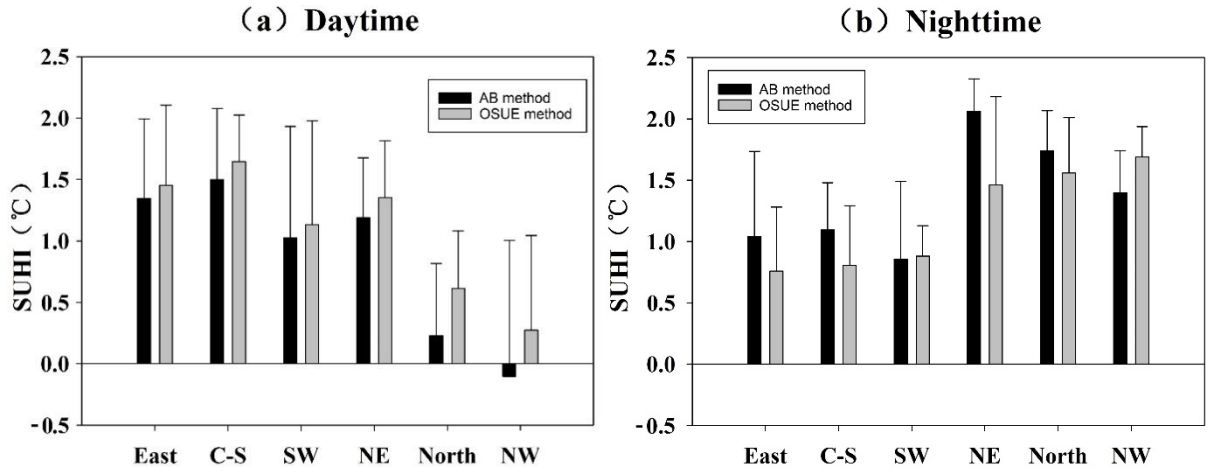 （a）Daytime
SUHI（℃）
2.5
2.0
1.5
1.0
0.5
0.0
-0.5
AB method
OSUE method
East C-S SW NE North NW
（b）Nighttime
SUHI（℃）
2.5
2.0
1.5
1.0
0.5
0.0
-0.5
AB method
OSUE method
East C-S SW NE North NW